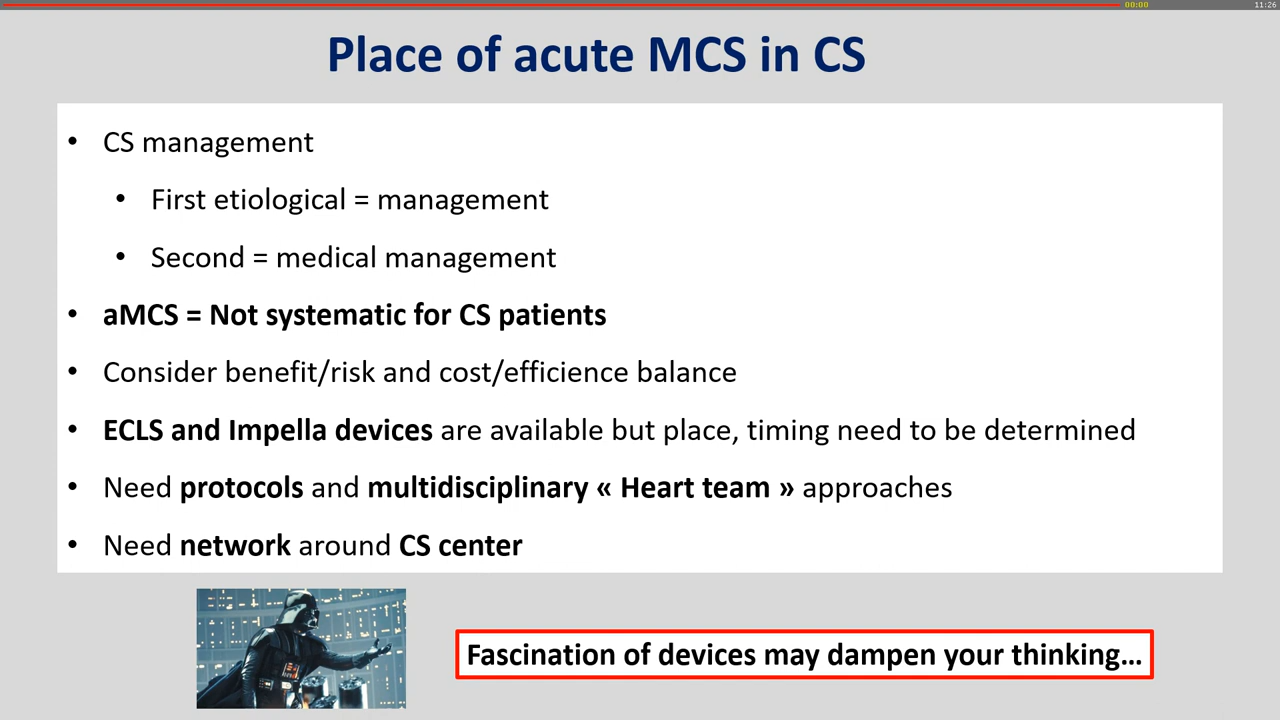 00:00
11:26
Place of acute MCS in CS
• CS management
• First etiological = management
• Second = medical management
• aMCS = Not systematic for CS patients
• Consider benefit/risk and cost/efficience balance
• ECLS and Impella devices are available but place, timing need to be determined
• Need protocols and multidisciplinary « Heart team » approaches
• Need network around CS center
Fascination of devices may dampen your thinking...